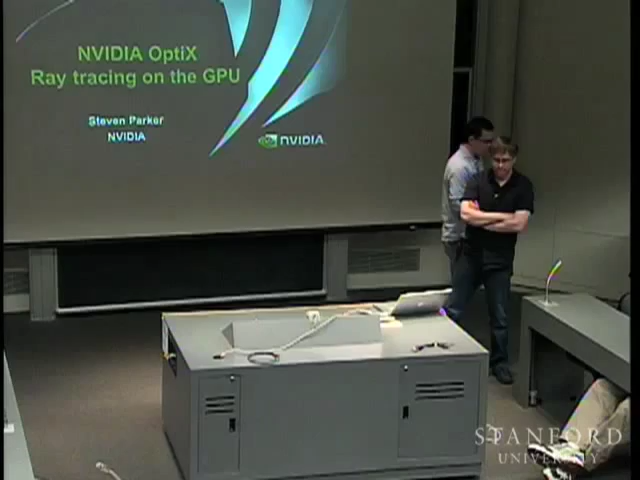 NVIDIA OptiX
Ray tracing on the GPU
Steven Parker
NVIDIA
NVIDIA
STANFORD
UNIVERSITY